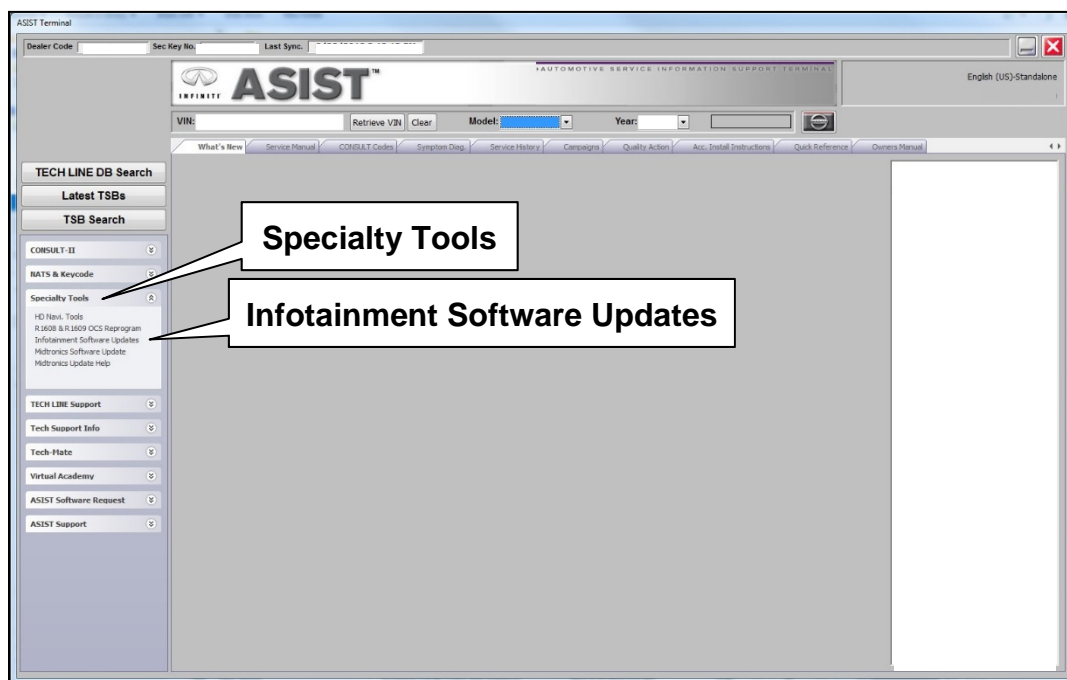 ASIST Terminal
Dealer Code Sec Key No. Last Sync.
INFINITI ASIST™ AUTOMOTIVE SERVICE INFORMATION SUPPORT TERMINAL English (US)-Standalone
VIN: Retrieve VIN Clear Model: Year:
What's New Service Manual CONSULT Codes Symptom Diag. Service History Campaigns Quality Action Acc. Install Instructions Quick Reference Owners Manual
TECH LINE DB Search
Latest TSBs
TSB Search
Specialty Tools
CONSULT-II
NATS & Keycode
Specialty Tools
Infotainment Software Updates
HD Navi. Tools
R1608 & R1609 OCS Reprogram
Infotainment Software Updates
Midtronics Software Update
Midtronics Update Help
TECH LINE Support
Tech Support Info
Tech-Mate
Virtual Academy
ASIST Software Request
ASIST Support